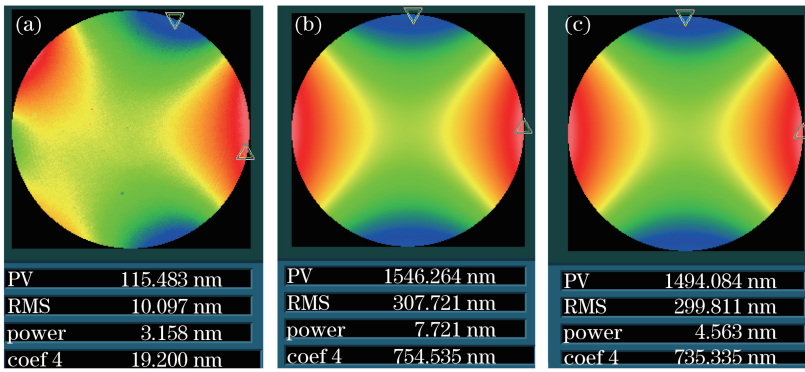 (a)
PV 115.483 nm
RMS 10.097 nm
power 3.158 nm
coef 4 19.200 nm
(b)
PV 1546.264 nm
RMS 307.721 nm
power 7.721 nm
coef 4 754.535 nm
(c)
PV 1494.084 nm
RMS 299.811 nm
power 4.563 nm
coef 4 735.335 nm